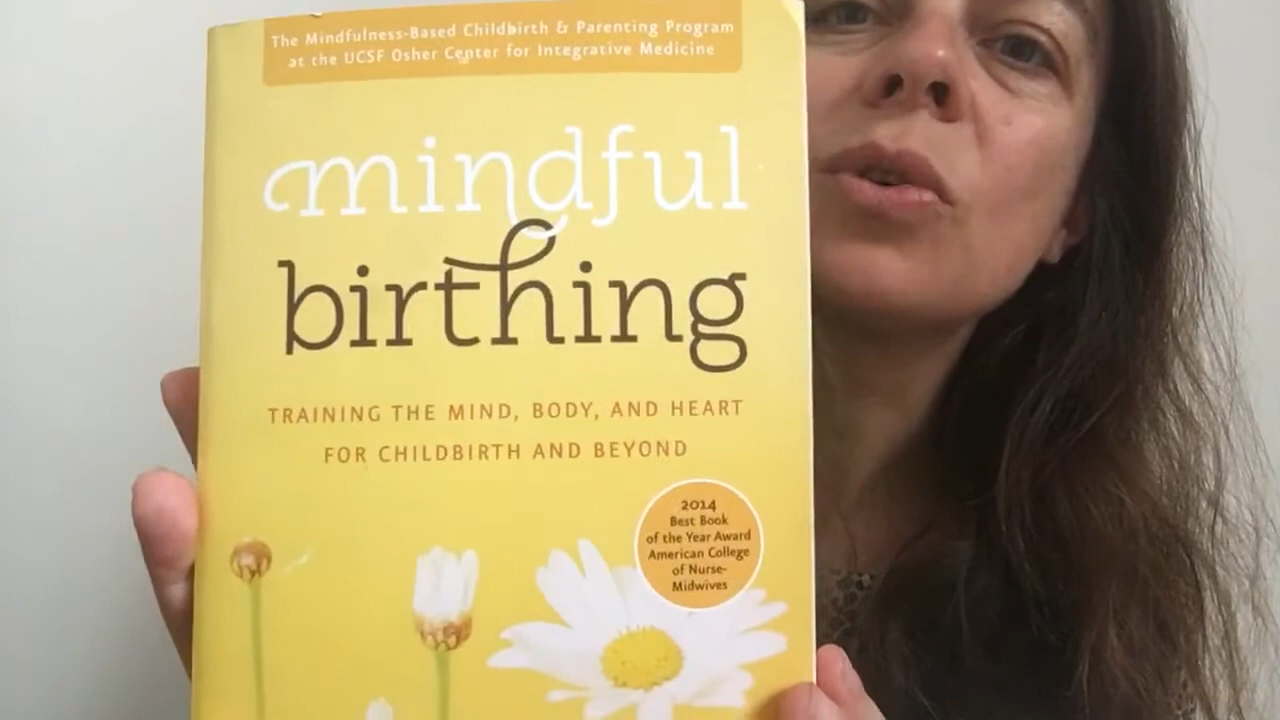 The Mindfulness-Based Childbirth & Parenting Program
at the UCSF Osher Center for Integrative Medicine
mindful
birthing
TRAINING THE MIND, BODY, AND HEART
FOR CHILDBIRTH AND BEYOND
2014
Best Book
of the Year Award
American College
of Nurse-
Midwives